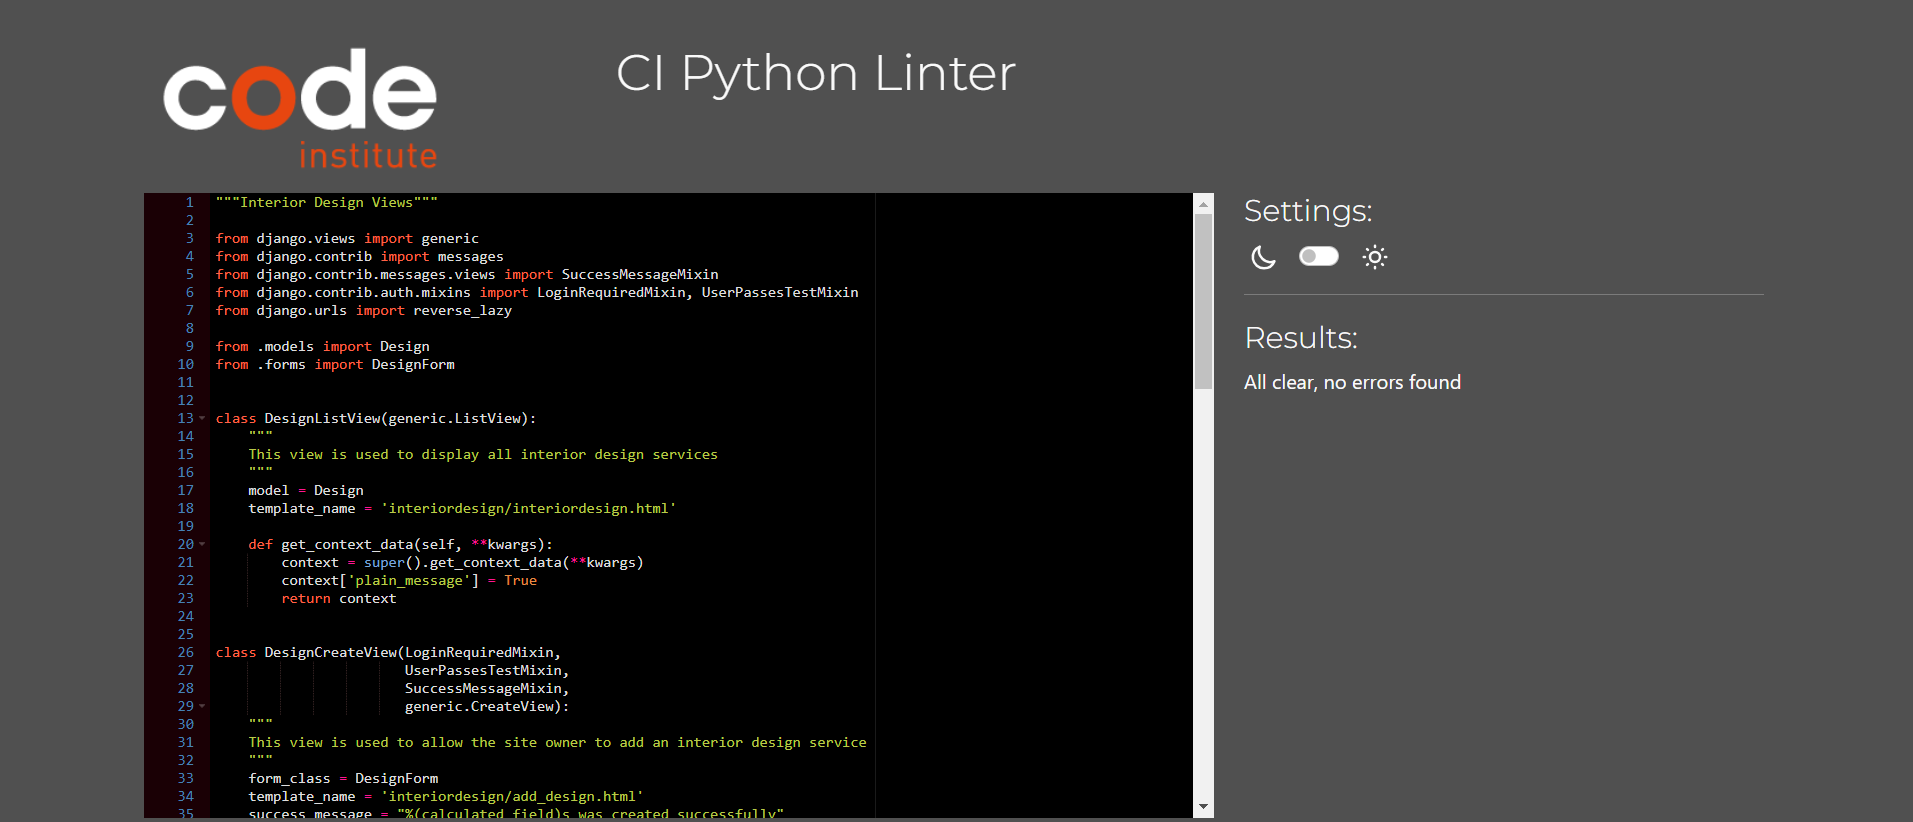 code
institute
CI Python Linter
1 """Interior Design Views"""
2
3 from django.views import generic
4 from django.contrib import messages
5 from django.contrib.messages.views import SuccessMessageMixin
6 from django.contrib.auth.mixins import LoginRequiredMixin, UserPassesTestMixin
7 from django.urls import reverse_lazy
8
9 from .models import Design
10 from .forms import DesignForm
11
12
13 class DesignListView(generic.ListView):
14     """
15     This view is used to display all interior design services
16     """
17     model = Design
18     template_name = 'interiordesign/interiordesign.html'
19
20     def get_context_data(self, **kwargs):
21         context = super().get_context_data(**kwargs)
22         context['plain_message'] = True
23         return context
24
25
26 class DesignCreateView(LoginRequiredMixin,
27                        UserPassesTestMixin,
28                        SuccessMessageMixin,
29                        generic.CreateView):
30     """
31     This view is used to allow the site owner to add an interior design service
32     """
33     form_class = DesignForm
34     template_name = 'interiordesign/add_design.html'
35     success_message = "%(calculated_field)s was created successfully"
Settings:
Results:
All clear, no errors found